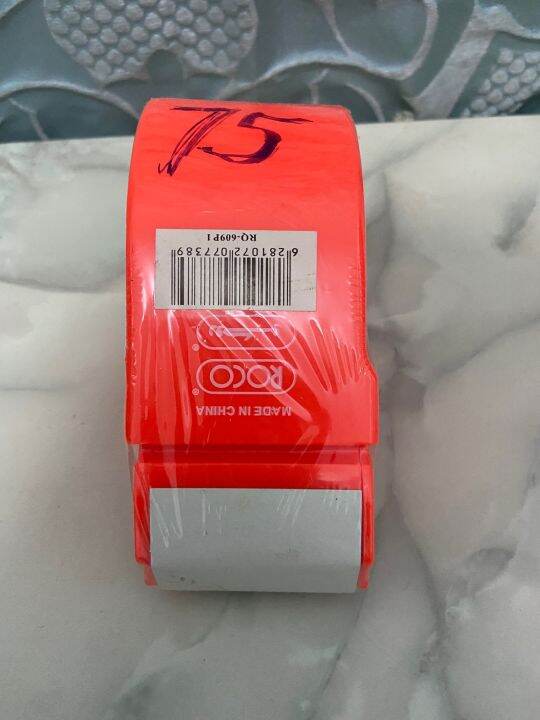 75
RQ-609P1
6 281072 077389
ROCO
MADE IN CHINA